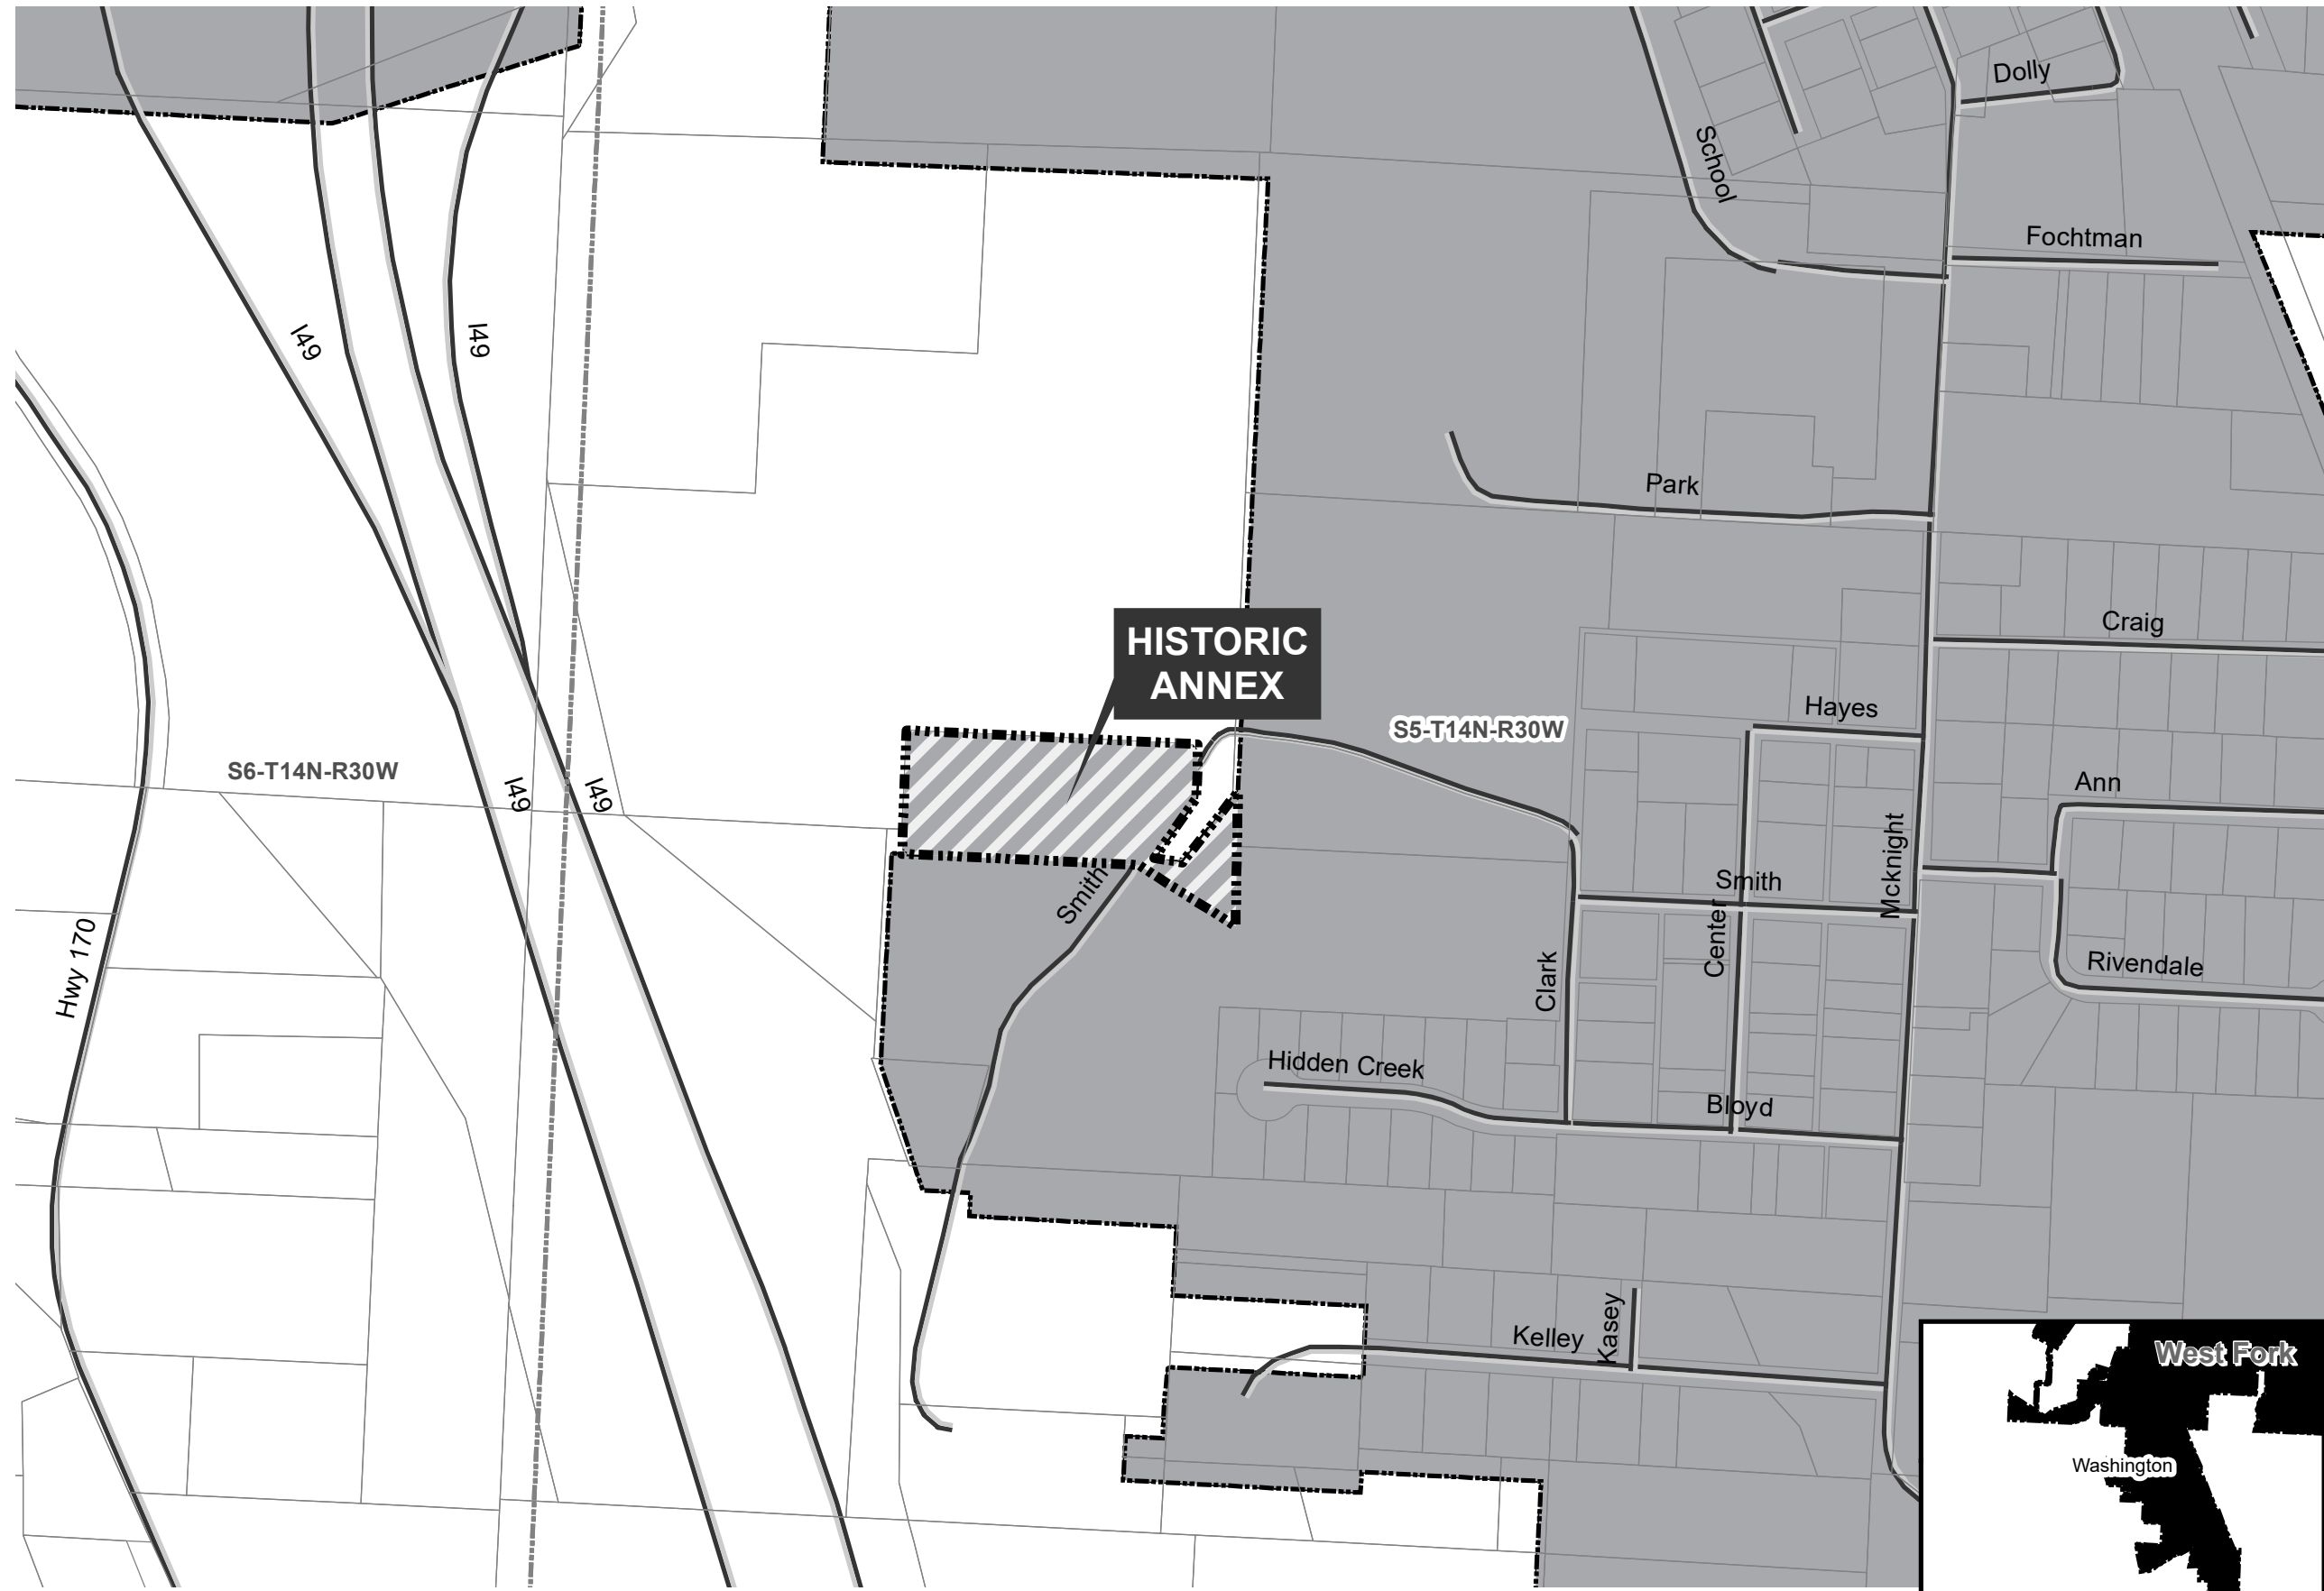 Dolly
School
Fochtman
I49
I49
Park
HISTORIC
ANNEX
Craig
Hayes
S5-T14N-R30W
S6-T14N-R30W
I49
I49
Ann
Mcknight
Smith
Smith
Center
Hwy 170
Clark
Rivendale
Hidden Creek
Bloyd
Kasey
Kelley
West Fork
Washington